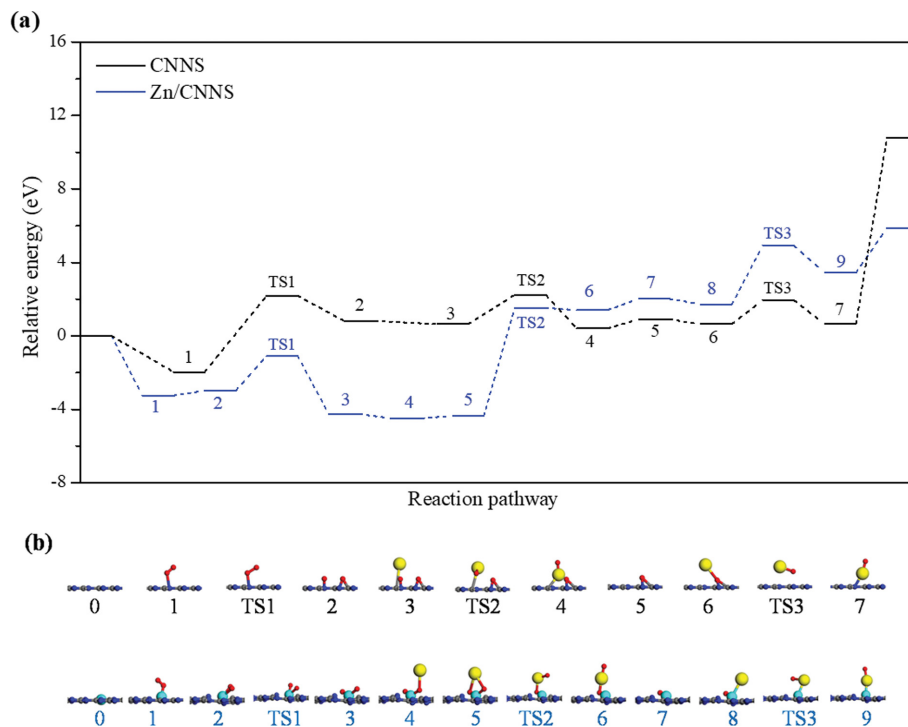 (a)
16
12
8
4
0
-4
-8
Relative energy (eV)
CNNS
Zn/CNNS
1
TS1
2
3
TS2
4
5
6
TS3
7
1
2
TS1
3
4
5
TS2
6
7
8
TS3
9
Reaction pathway
(b)
0 1 TS1 2 3 TS2 4 5 6 TS3 7
0 1 2 TS1 3 4 5 TS2 6 7 8 TS3 9